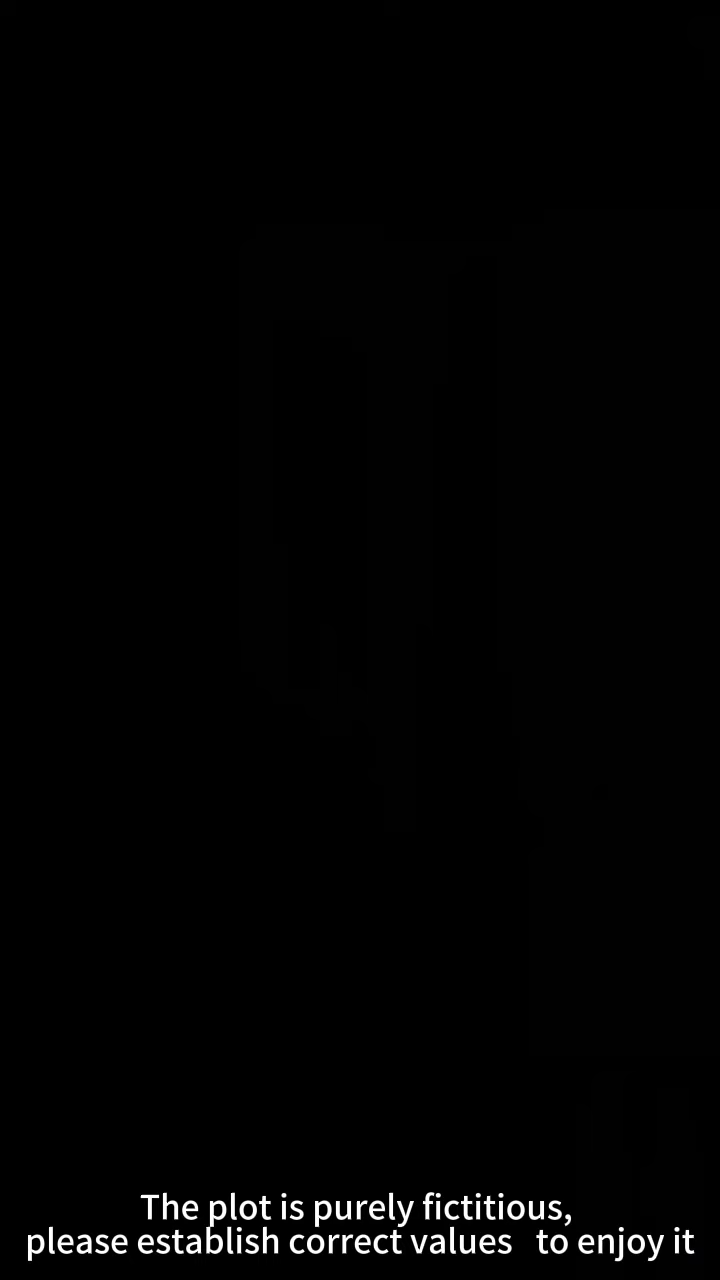 The plot is purely fictitious,
please establish correct values   to enjoy it